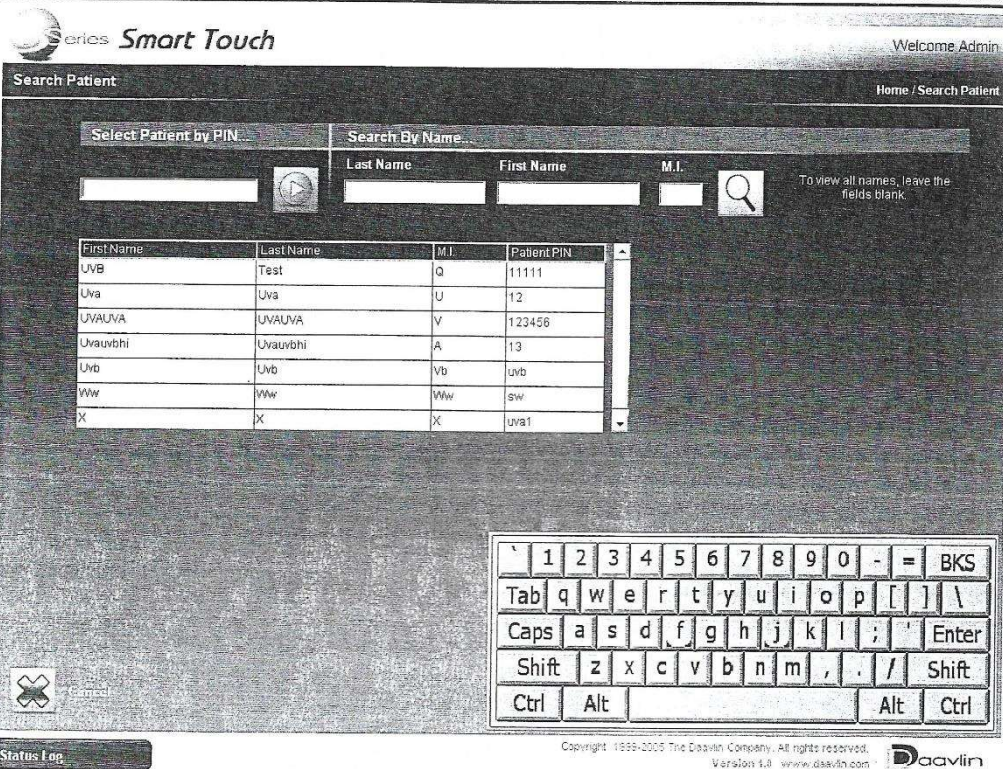 Series Smart Touch
Welcome Admin
Search Patient
Home / Search Patient
Select Patient by PIN...
Search By Name...
Last Name First Name M.I.
To view all names, leave the
fields blank.
First Name Last Name M.I. Patient PIN
UVB Test Q 11111
Uva Uva U 12
UVAUVA UVAUVA V 123456
Uvauvbhi Uvauvbhi A 13
Uvb Uvb Vb uvb
Ww Ww Ww sw
X X X uva1
` 1 2 3 4 5 6 7 8 9 0 - = BKS
Tab q w e r t y u i o p [ ] \
Caps a s d f g h j k l ; ' Enter
Shift z x c v b n m , . / Shift
Ctrl Alt Alt Ctrl
Cancel
Status Log
Copyright 1999-2005 The Daavlin Company. All rights reserved.
Version 1.0 www.daavlin.com
Daavlin